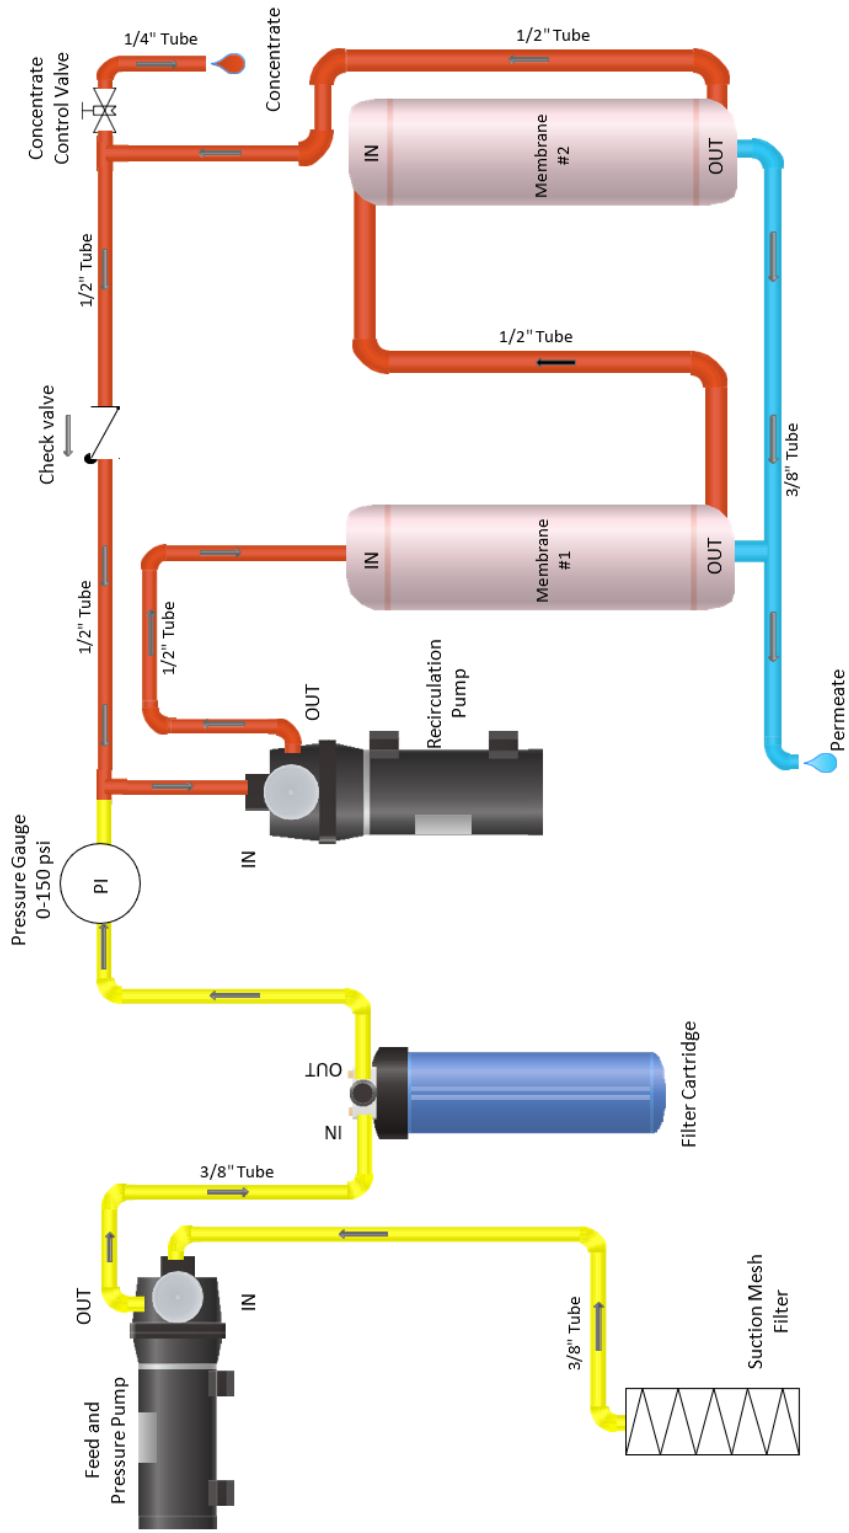 1/4" Tube
Concentrate
Concentrate
Control Valve
1/2" Tube
IN
Membrane
#2
OUT
1/2" Tube
1/2" Tube
Check valve
3/8" Tube
1/2" Tube
IN
Membrane
#1
OUT
1/2" Tube
OUT
Recirculation
Pump
IN
Permeate
Pressure Gauge
0-150 psi
PI
OUT
IN
Filter Cartridge
3/8" Tube
OUT
IN
Feed and
Pressure Pump
3/8" Tube
Suction Mesh
Filter